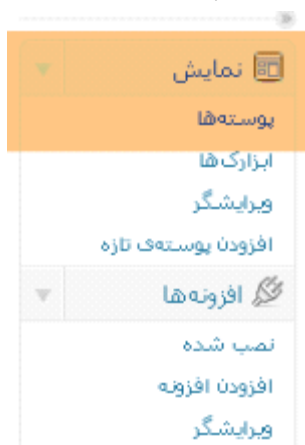 نمایش
پوسته‌ها
ابزارک‌ها
ویرایشگر
افزودن پوسته‌ی تازه
افزونه‌ها
نصب شده
افزودن افزونه
ویرایشگر